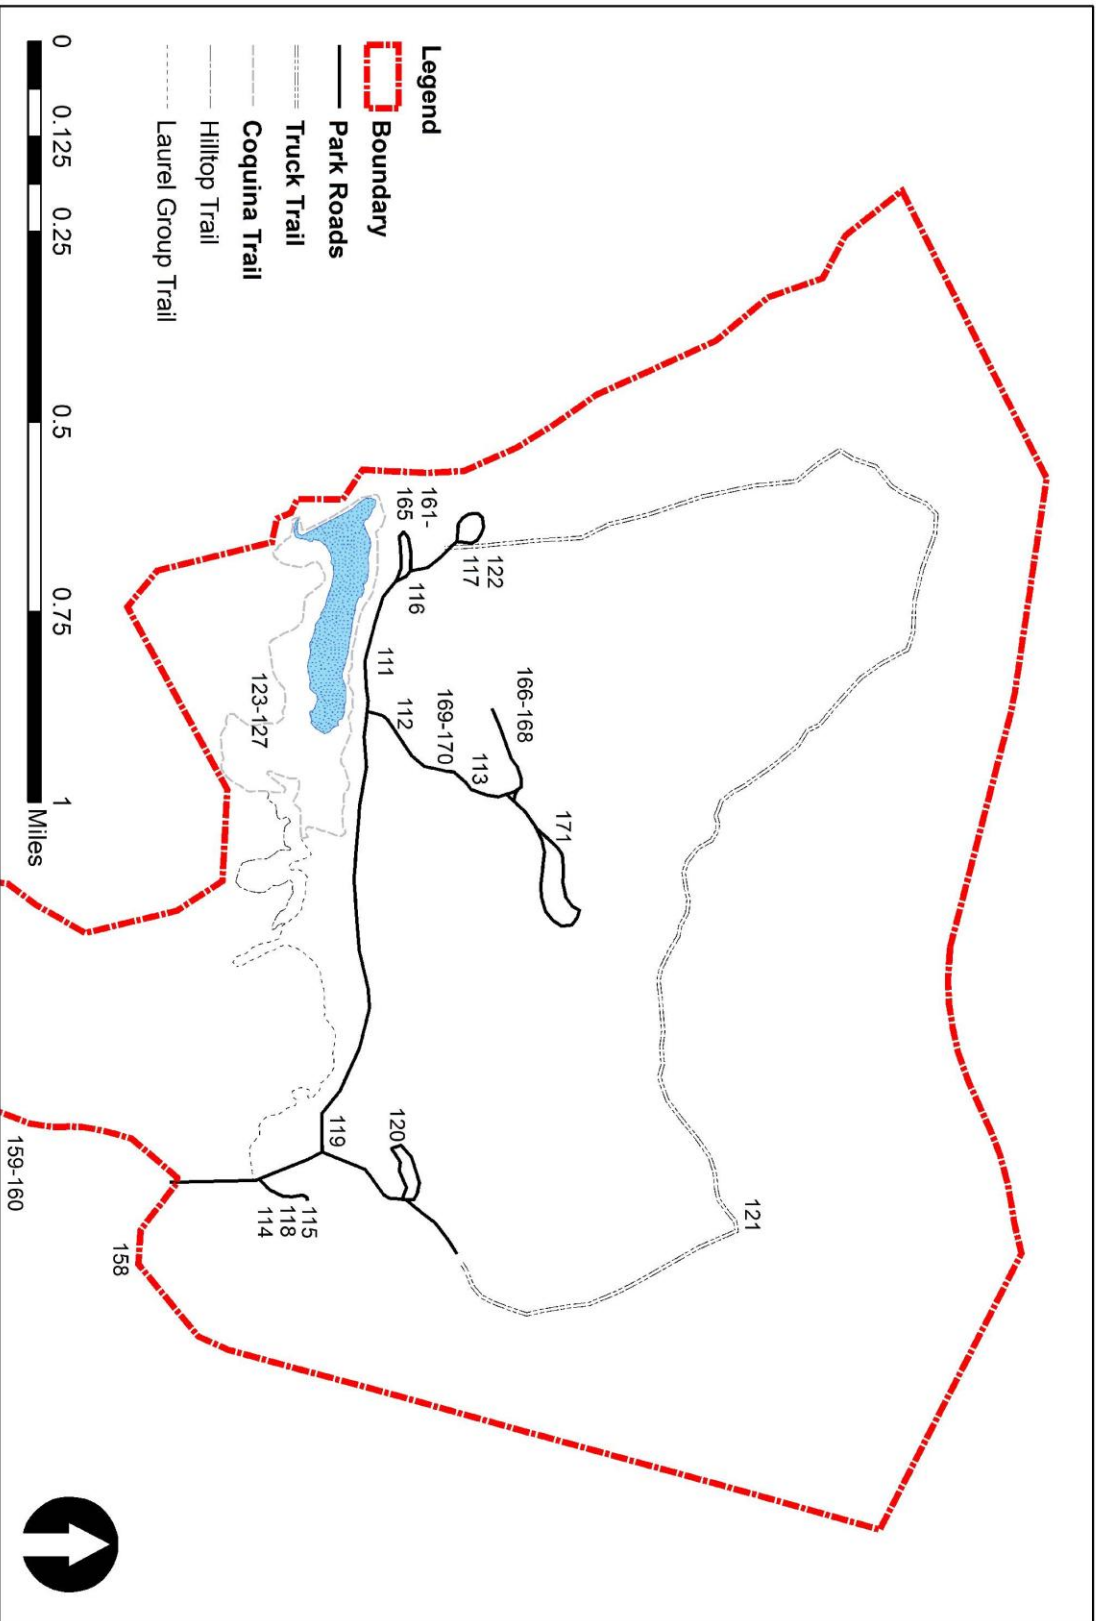 Legend
Boundary
Park Roads
Truck Trail
Coquina Trail
Hilltop Trail
Laurel Group Trail
0 0.125 0.25 0.5 0.75 1
Miles
121
171
166-168
113
169-170
112
122
117
161-
165
116
111
120
119
115
118
114
123-127
158
159-160